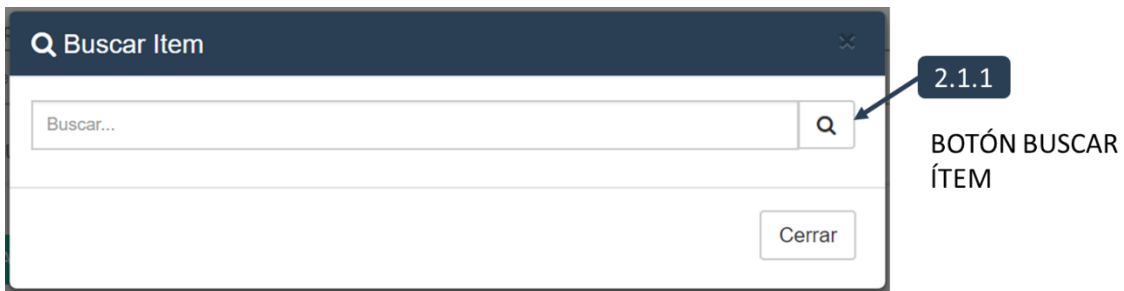 Buscar Item
×
2.1.1
Buscar...
BOTÓN BUSCAR
ÍTEM
Cerrar